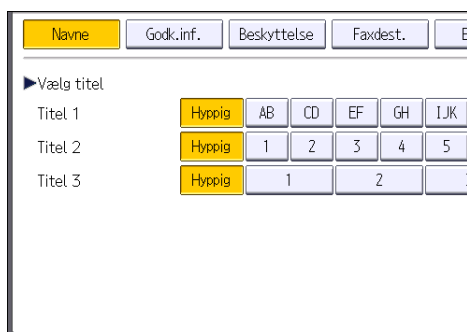 Navne Godk.inf. Beskyttelse Faxdest.
Vælg titel
Titel 1 Hyppig AB CD EF GH IJK
Titel 2 Hyppig 1 2 3 4 5
Titel 3 Hyppig 1 2